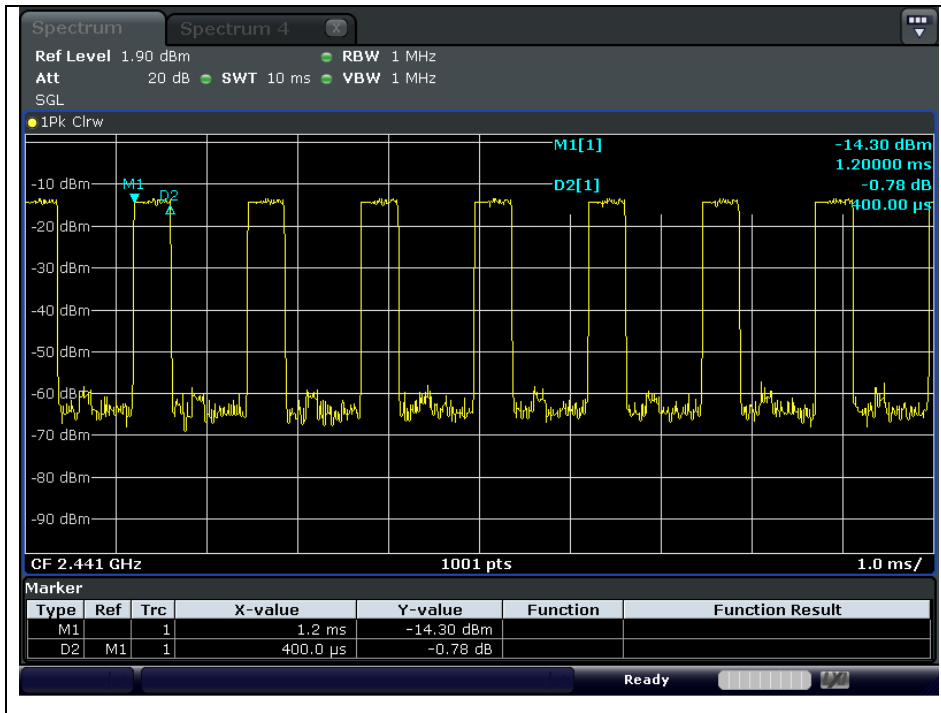 Spectrum Spectrum 4 X
Ref Level 1.90 dBm RBW 1 MHz
Att 20 dB SWT 10 ms VBW 1 MHz
SGL
1Pk Clrw
M1[1] -14.30 dBm
1.20000 ms
-10 dBm M1 D2[1] -0.78 dB
D2 400.00 µs
-20 dBm
-30 dBm
-40 dBm
-50 dBm
-60 dBm
-70 dBm
-80 dBm
-90 dBm
CF 2.441 GHz 1001 pts 1.0 ms/
Marker
Type Ref Trc X-value Y-value Function Function Result
M1 1 1.2 ms -14.30 dBm
D2 M1 1 400.0 µs -0.78 dB
Ready